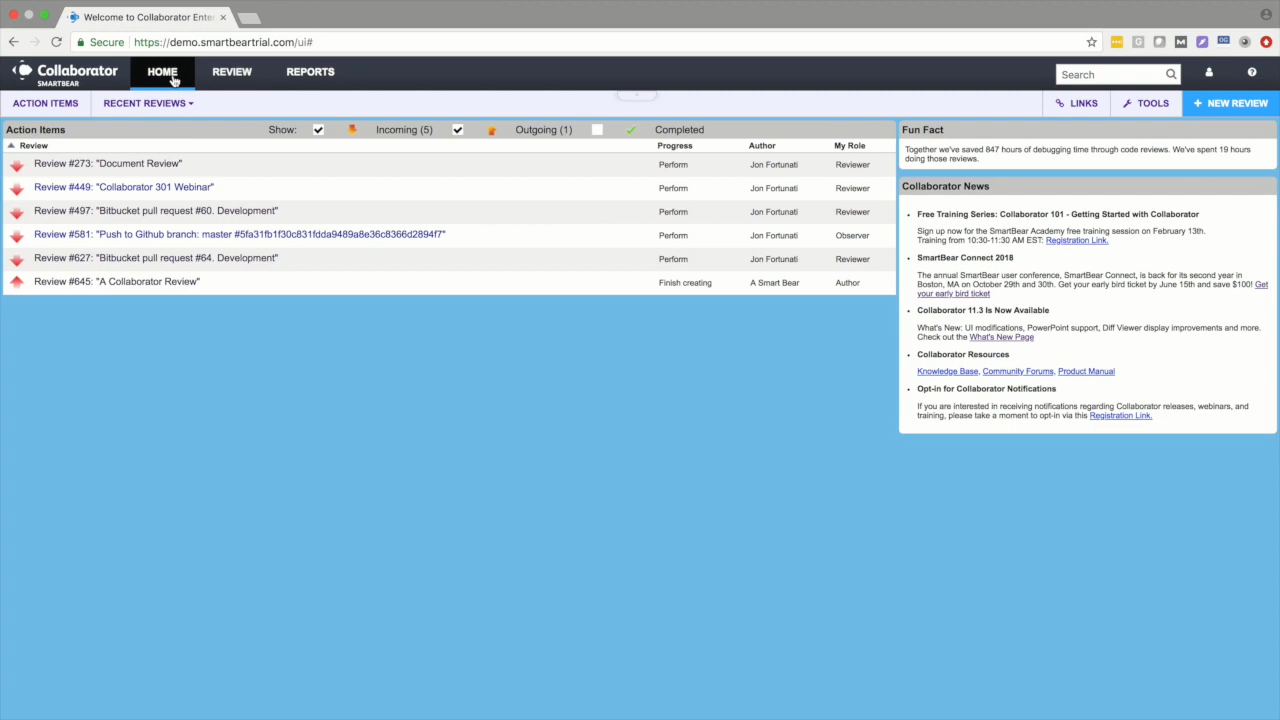 Welcome to Collaborator Enter
Secure https://demo.smartbeartrial.com/ui#
Collaborator
SMARTBEAR
HOME REVIEW REPORTS
Search
ACTION ITEMS RECENT REVIEWS
LINKS TOOLS + NEW REVIEW
Action Items Show: Incoming (5) Outgoing (1) Completed
Review Progress Author My Role
Review #273: "Document Review" Perform Jon Fortunati Reviewer
Review #449: "Collaborator 301 Webinar" Perform Jon Fortunati Reviewer
Review #497: "Bitbucket pull request #60. Development" Perform Jon Fortunati Reviewer
Review #581: "Push to Github branch: master #5fa31fb1f30c831fdda9489a8e36c8366d2894f7" Perform Jon Fortunati Observer
Review #627: "Bitbucket pull request #64. Development" Perform Jon Fortunati Reviewer
Review #645: "A Collaborator Review" Finish creating A Smart Bear Author
Fun Fact
Together we've saved 847 hours of debugging time through code reviews. We've spent 19 hours
doing those reviews.
Collaborator News
Free Training Series: Collaborator 101 - Getting Started with Collaborator
Sign up now for the SmartBear Academy free training session on February 13th.
Training from 10:30-11:30 AM EST: Registration Link.
SmartBear Connect 2018
The annual SmartBear user conference, SmartBear Connect, is back for its second year in
Boston, MA on October 29th and 30th. Get your early bird ticket by June 15th and save $100! Get
your early bird ticket
Collaborator 11.3 Is Now Available
What's New: UI modifications, PowerPoint support, Diff Viewer display improvements and more.
Check out the What's New Page
Collaborator Resources
Knowledge Base, Community Forums, Product Manual
Opt-in for Collaborator Notifications
If you are interested in receiving notifications regarding Collaborator releases, webinars, and
training, please take a moment to opt-in via this Registration Link.